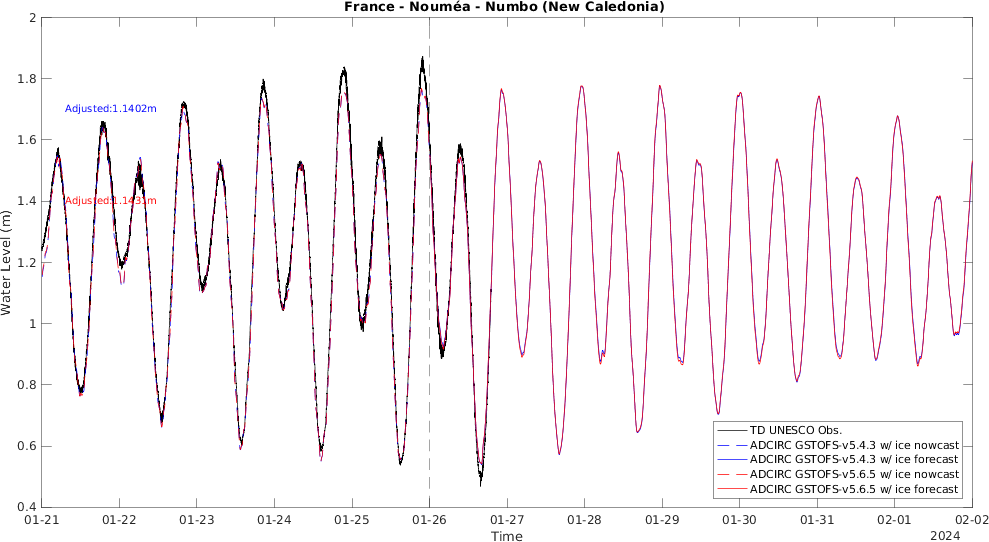 France - Nouméa - Numbo (New Caledonia)
2
1.8
1.6
1.4
1.2
1
0.8
0.6
0.4
Water Level (m)
Adjusted:1.1402m
Adjusted:1.1431m
TD UNESCO Obs.
ADCIRC GSTOFS-v5.4.3 w/ ice nowcast
ADCIRC GSTOFS-v5.4.3 w/ ice forecast
ADCIRC GSTOFS-v5.6.5 w/ ice nowcast
ADCIRC GSTOFS-v5.6.5 w/ ice forecast
01-21 01-22 01-23 01-24 01-25 01-26 01-27 01-28 01-29 01-30 01-31 02-01 02-02
Time
2024